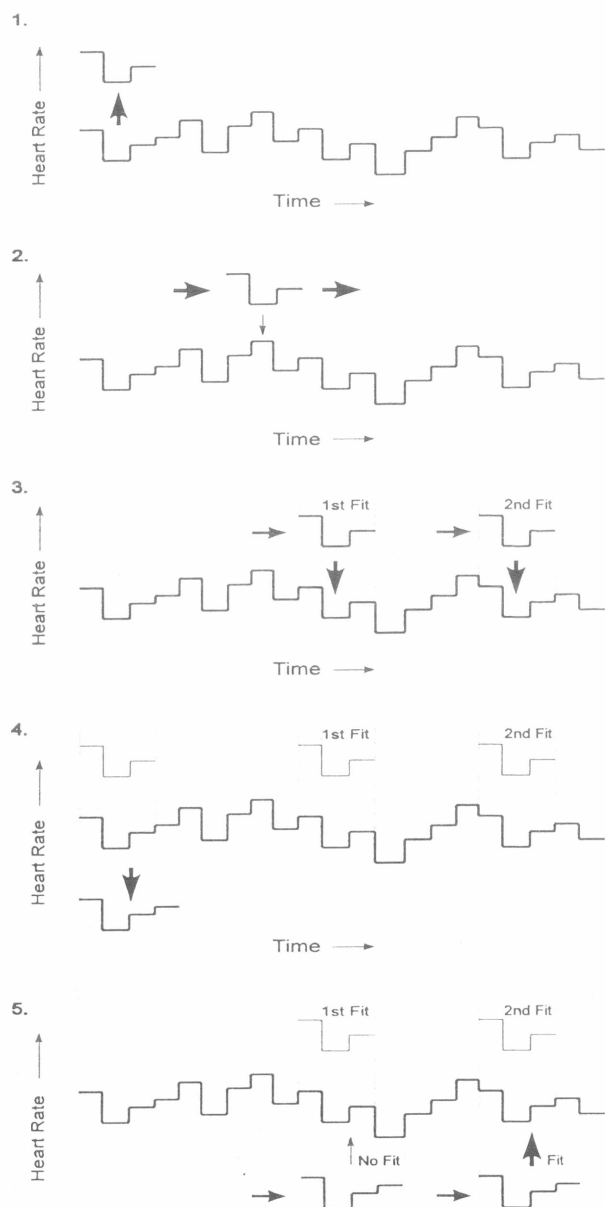 1.
Heart Rate
Time
2.
Heart Rate
Time
3.
1st Fit
2nd Fit
Heart Rate
Time
4.
1st Fit
2nd Fit
Heart Rate
Time
5.
1st Fit
2nd Fit
Heart Rate
No Fit
Fit